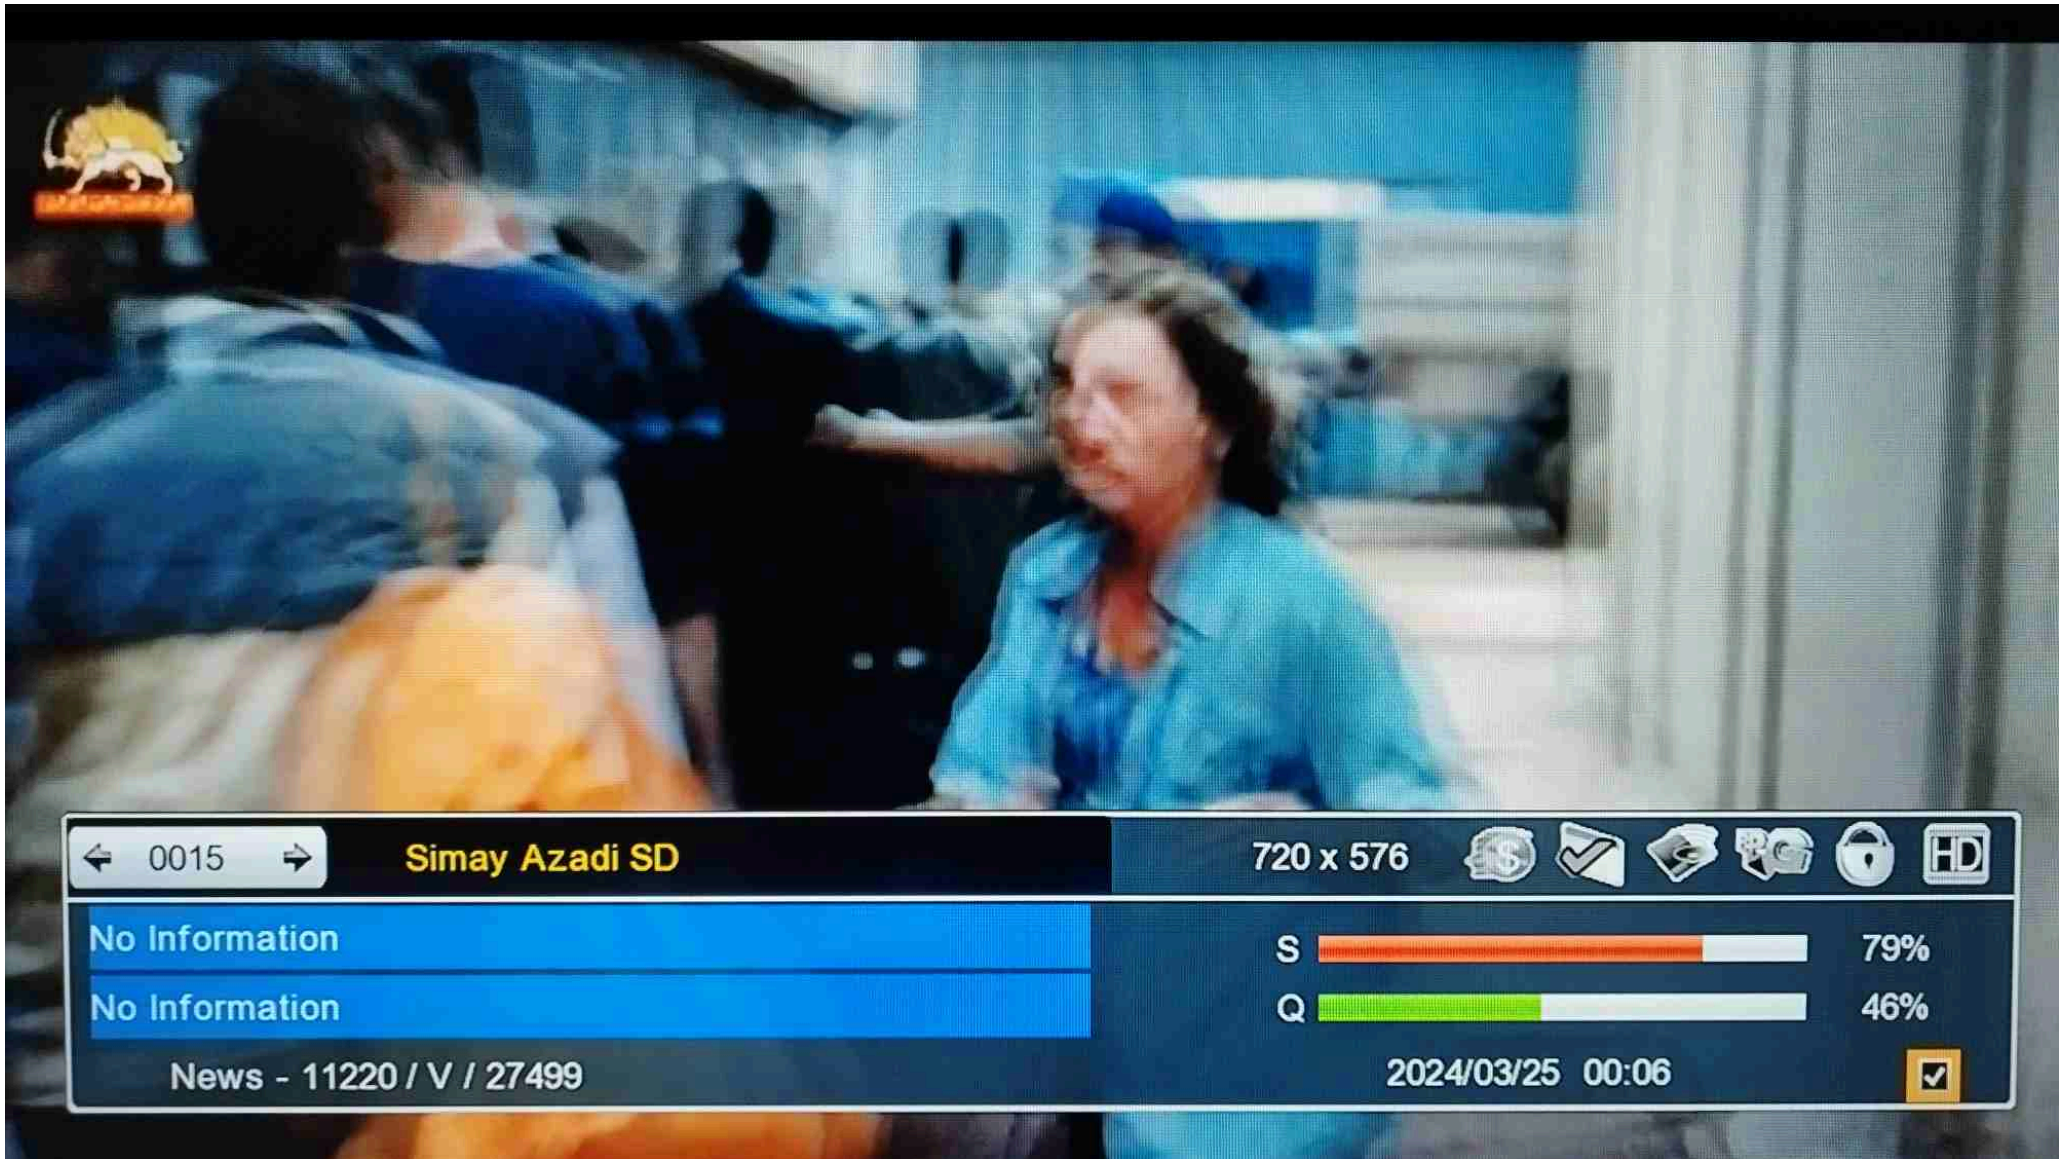 0015
Simay Azadi SD
720 x 576
$
HD
No Information
No Information
S 79%
Q 46%
News - 11220 / V / 27499
2024/03/25 00:06